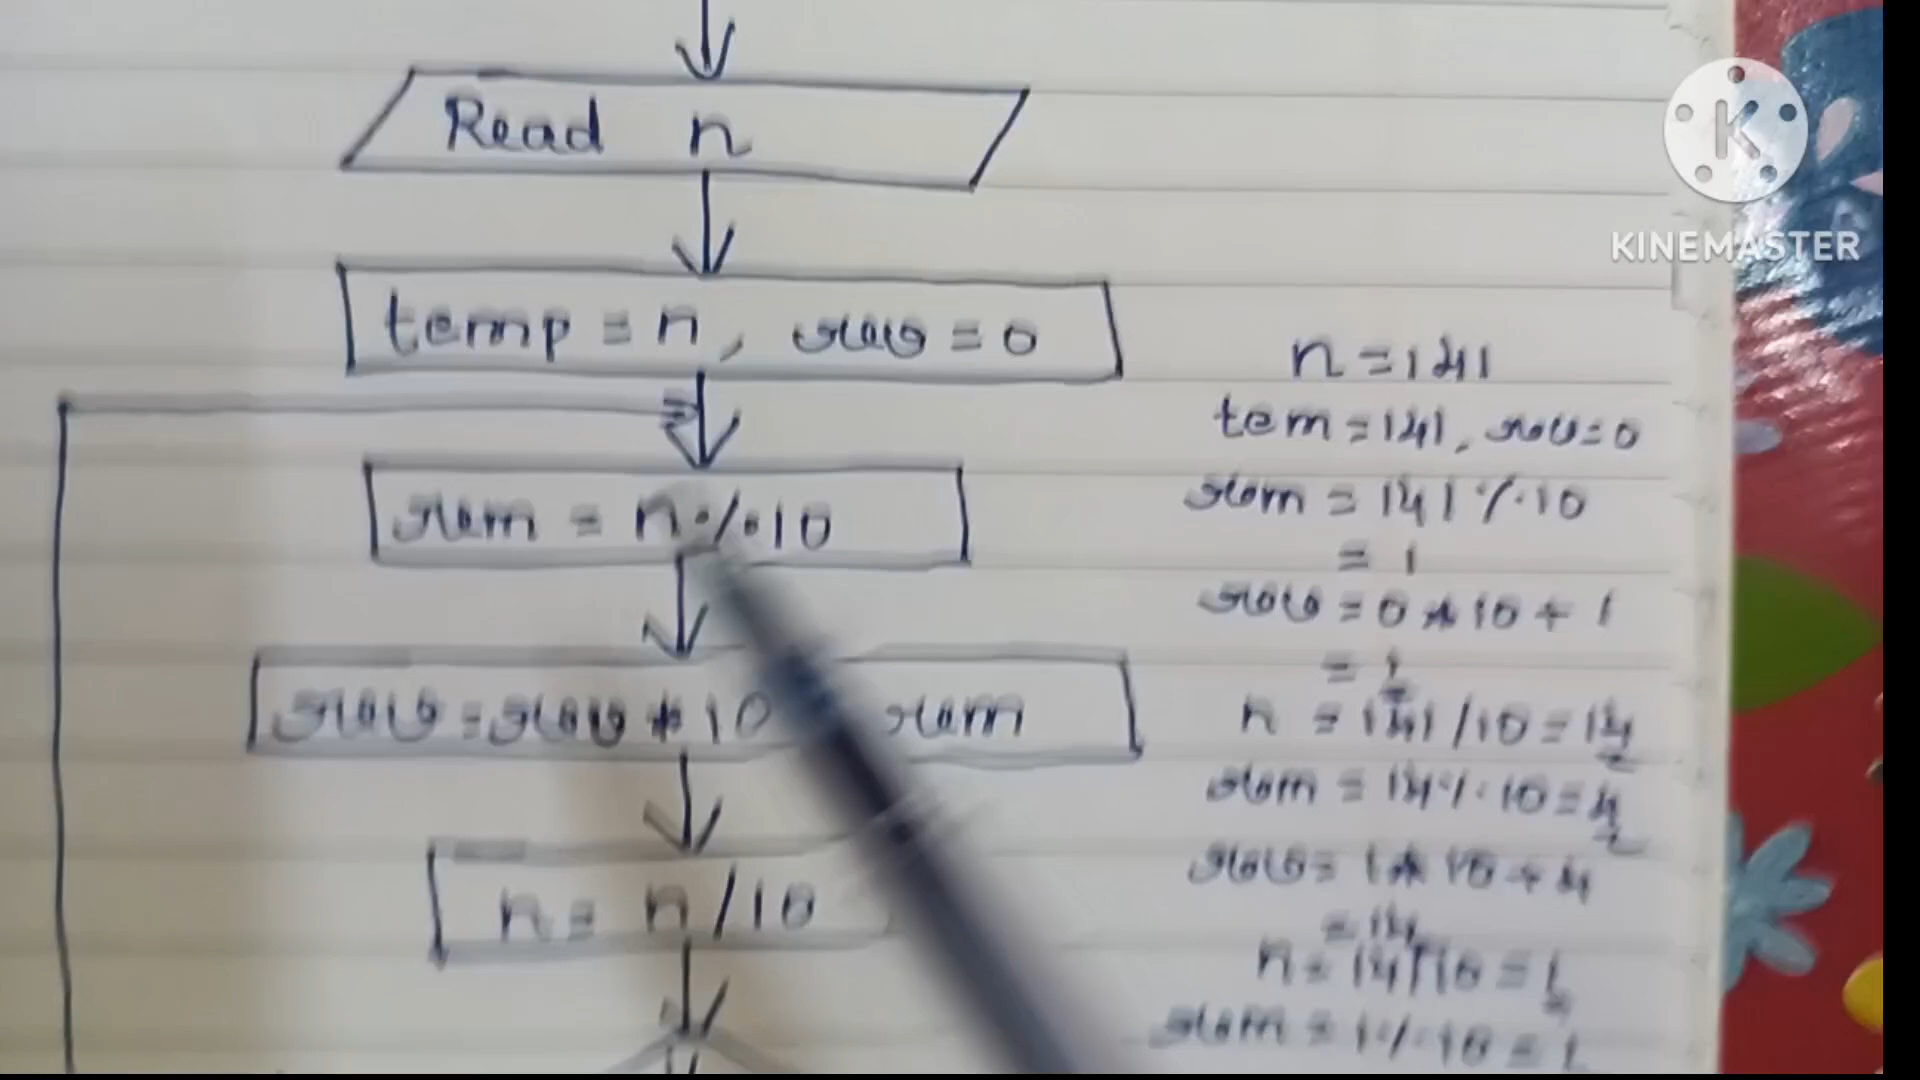 Read n
temp = n, rev = 0
rem = n % 10
rev = rev * 10 rem
n = n / 10
n = 141
tem = 141, rev = 0
rem = 141 % 10
= 1
rev = 0 * 10 + 1
= 1
n = 141 / 10 = 14
rem = 14 % 10 = 4
rev = 1 * 10 + 4
= 14
n = 14 / 10 = 1
rem = 1 % 10 = 1
K
KINEMASTER